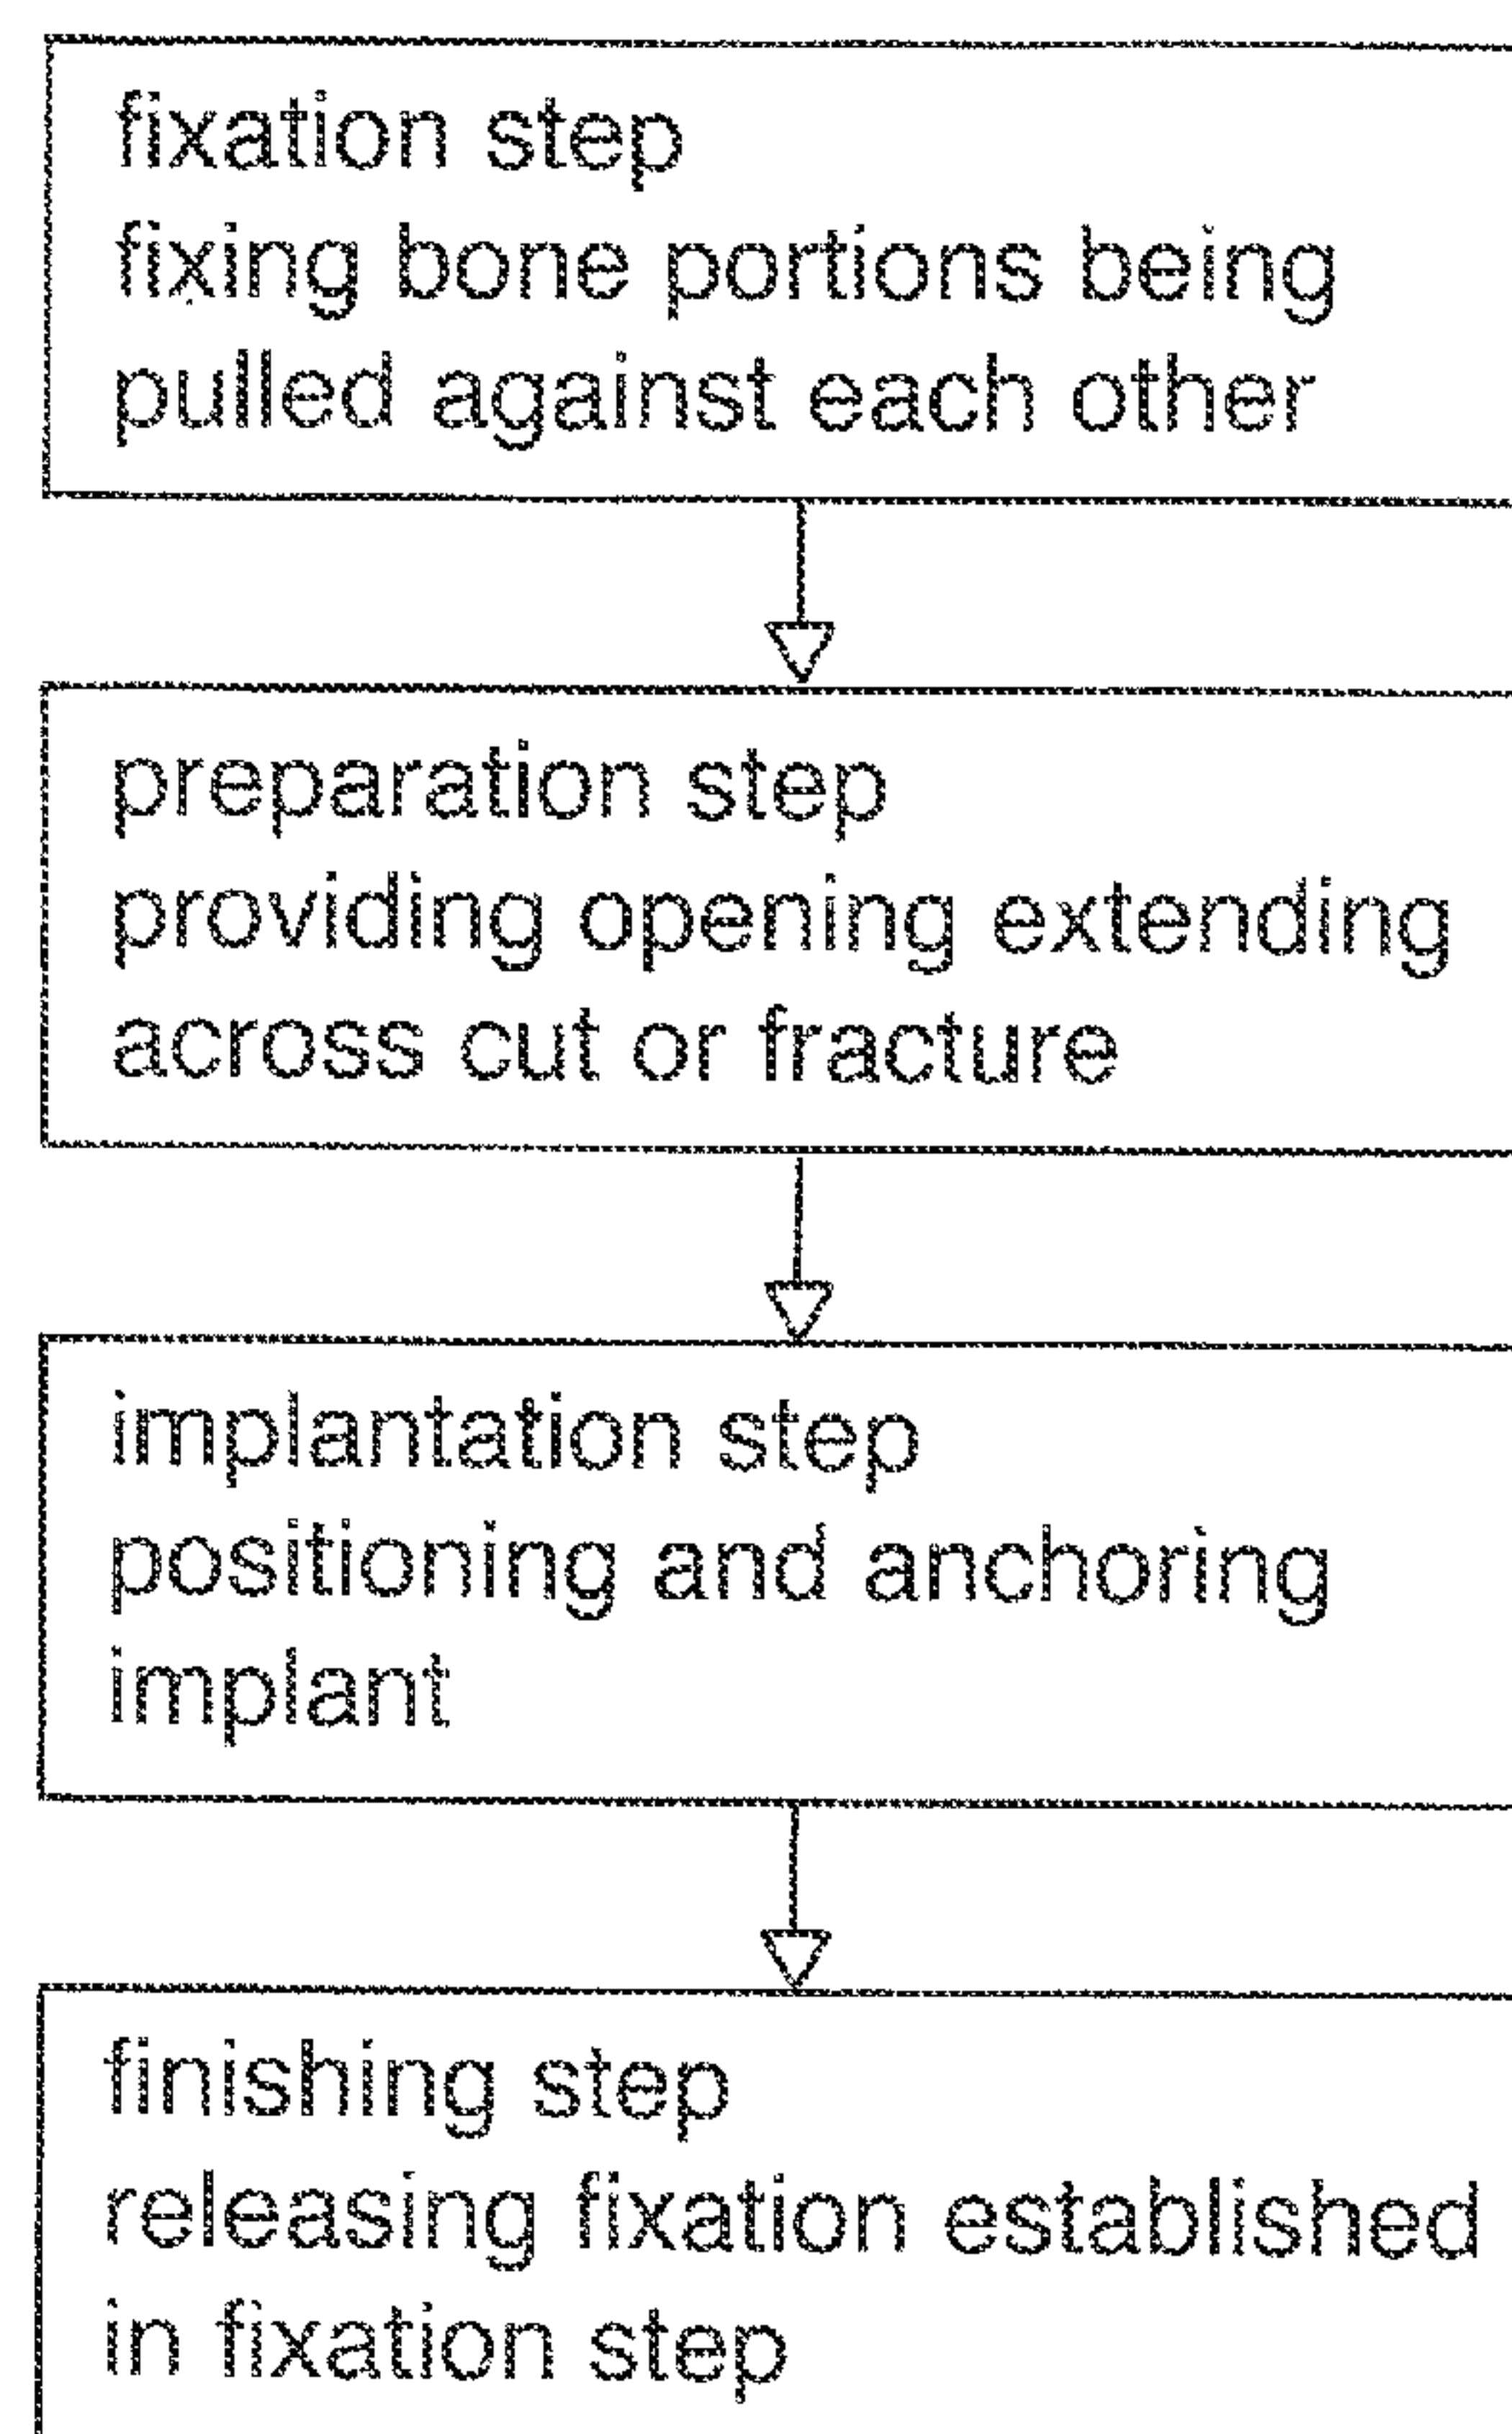 fixation step
fixing bone portions being
pulled against each other
preparation step
providing opening extending
across cut or fracture
implantation step
positioning and anchoring
implant
finishing step
releasing fixation established
in fixation step